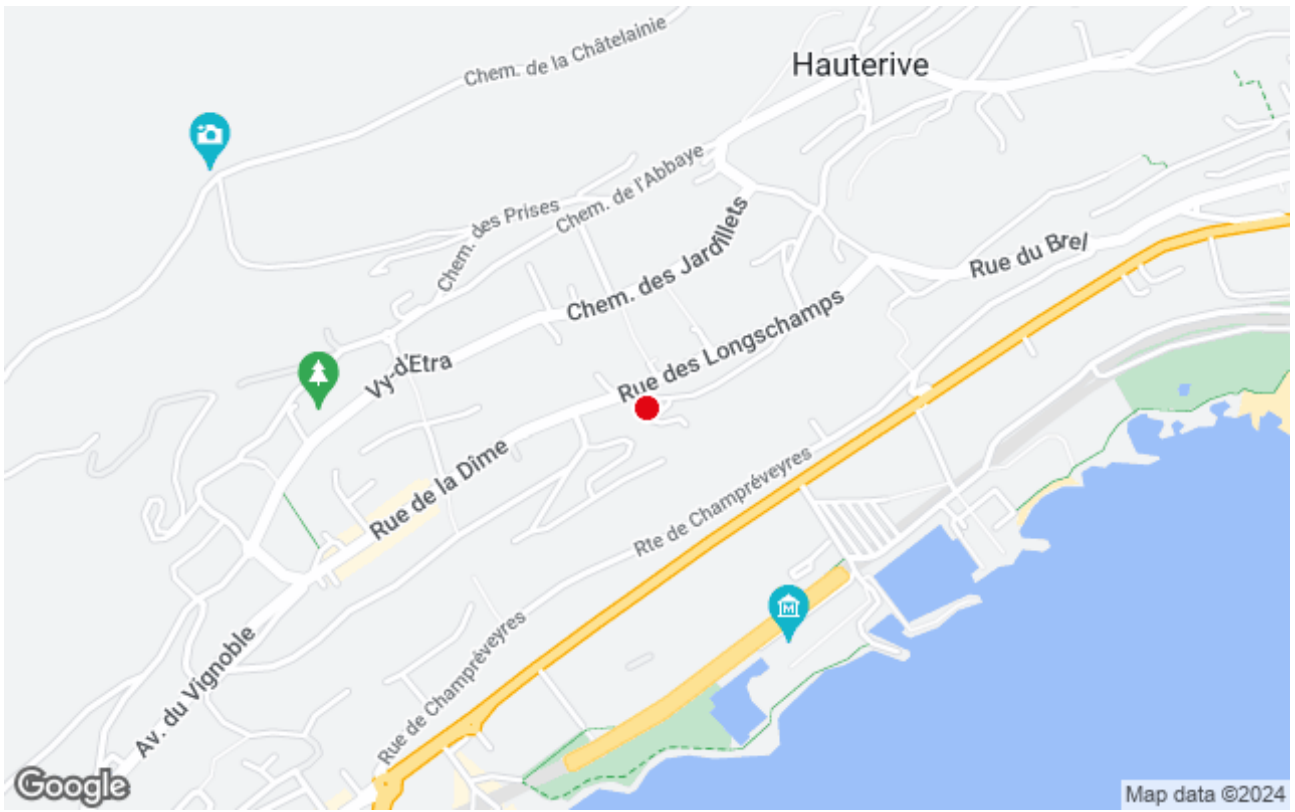 Chem. de la Châtelainie
Hauterive
Chem. de l'Abbaye
Chem. des Prises
Chem. des Jardillets
Rue du Brel
Rue des Longschamps
Vy-d'Etra
Rue de la Dîme
Rte de Champréveyres
Rue de Champréveyres
Av. du Vignoble
M
Google
Map data ©2024